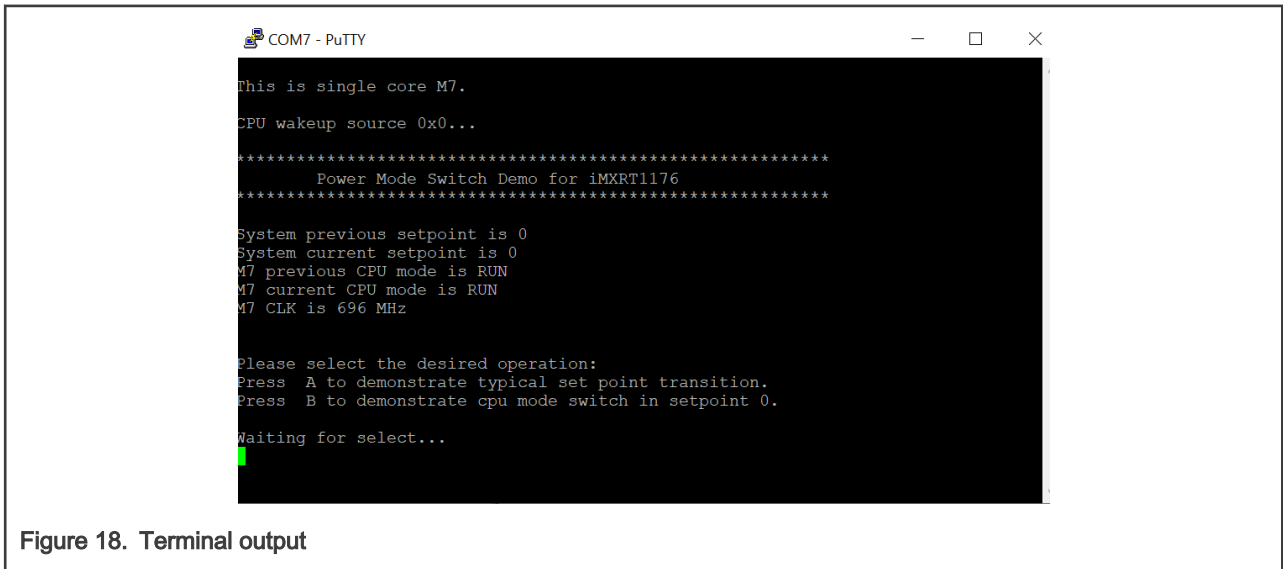 COM7 - PuTTY
This is single core M7.
CPU wakeup source 0x0...
***********************************************************
Power Mode Switch Demo for iMXRT1176
***********************************************************
System previous setpoint is 0
System current setpoint is 0
M7 previous CPU mode is RUN
M7 current CPU mode is RUN
M7 CLK is 696 MHz
Please select the desired operation:
Press  A to demonstrate typical set point transition.
Press  B to demonstrate cpu mode switch in setpoint 0.
Waiting for select...
Figure 18. Terminal output